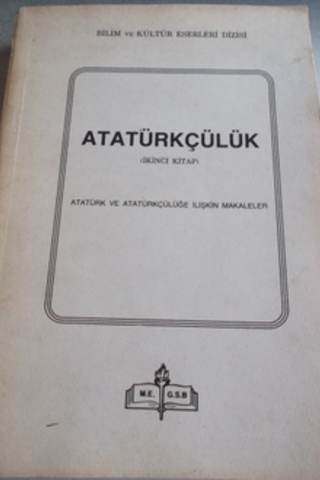 BİLİM ve KÜLTÜR ESERLERİ DİZİSİ
ATATÜRKÇÜLÜK
(İKİNCİ KİTAP)
ATATÜRK VE ATATÜRKÇÜLÜĞE İLİŞKİN MAKALELER
M.E. G.S.B